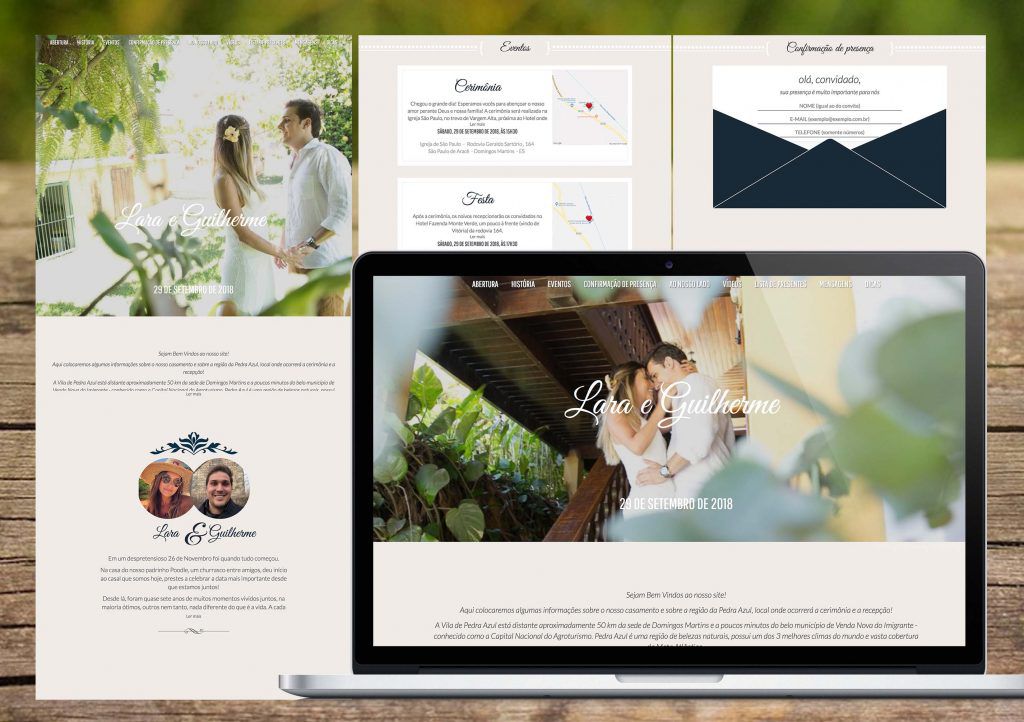 ABERTURA HISTÓRIA EVENTOS CONFIRMAÇÃO DE PRESENÇA AO NOSSO LADO VÍDEOS LISTA DE PRESENTES MENSAGENS DICAS
Lara e Guilherme
29 DE SETEMBRO DE 2018
Sejam Bem Vindos ao nosso site!
Aqui colocaremos algumas informações sobre o nosso casamento e sobre a região da Pedra Azul, local onde ocorrerá a cerimônia e a
recepção!
A Vila de Pedra Azul está distante aproximadamente 50 km da sede de Domingos Martins e a poucos minutos do belo município de
Venda Nova do Imigrante - conhecido como a Capital Nacional do Agroturismo. Pedra Azul é uma região de belezas naturais, possui
Ler mais
Lara & Guilherme
Em um despretensioso 26 de Novembro foi quando tudo começou.
Na casa do nosso padrinho Poodle, um churrasco entre amigos, deu início
ao casal que somos hoje, prestes a celebrar a data mais importante desde
que estamos juntos!
Desde lá, foram quase sete anos de muitos momentos vividos juntos, na
maioria ótimos, outros nem tanto, nada diferente do que é a vida. A cada
Ler mais
Eventos
Cerimônia
Chegou o grande dia! Esperamos vocês para abençoar o nosso
amor perante Deus e nossa família! A cerimônia será realizada na
Igreja São Paulo, no trevo de Vargem Alta, próxima ao Hotel onde
Ler mais
SÁBADO, 29 DE SETEMBRO DE 2018, ÀS 15H30
Igreja de São Paulo - Rodovia Geraldo Sartório, 164
São Paulo de Aracê - Domingos Martins - ES
Festa
Após a cerimônia, os noivos recepcionarão os convidados no
Hotel Fazenda Monte Verde, um pouco à frente (vindo de
Vitória) da rodovia 164.
Ler mais
SÁBADO, 29 DE SETEMBRO DE 2018, ÀS 17H30
Confirmação de presença
olá, convidado,
sua presença é muito importante para nós
NOME (igual ao do convite)
E-MAIL (exemplo@exemplo.com.br)
TELEFONE (somente números)
ABERTURA HISTÓRIA EVENTOS CONFIRMAÇÃO DE PRESENÇA AO NOSSO LADO VÍDEOS LISTA DE PRESENTES MENSAGENS DICAS
Lara e Guilherme
29 DE SETEMBRO DE 2018
Sejam Bem Vindos ao nosso site!
Aqui colocaremos algumas informações sobre o nosso casamento e sobre a região da Pedra Azul, local onde ocorrerá a cerimônia e a recepção!
A Vila de Pedra Azul está distante aproximadamente 50 km da sede de Domingos Martins e a poucos minutos do belo município de Venda Nova do Imigrante -
conhecido como a Capital Nacional do Agroturismo. Pedra Azul é uma região de belezas naturais, possui um dos 3 melhores climas do mundo e vasta cobertura